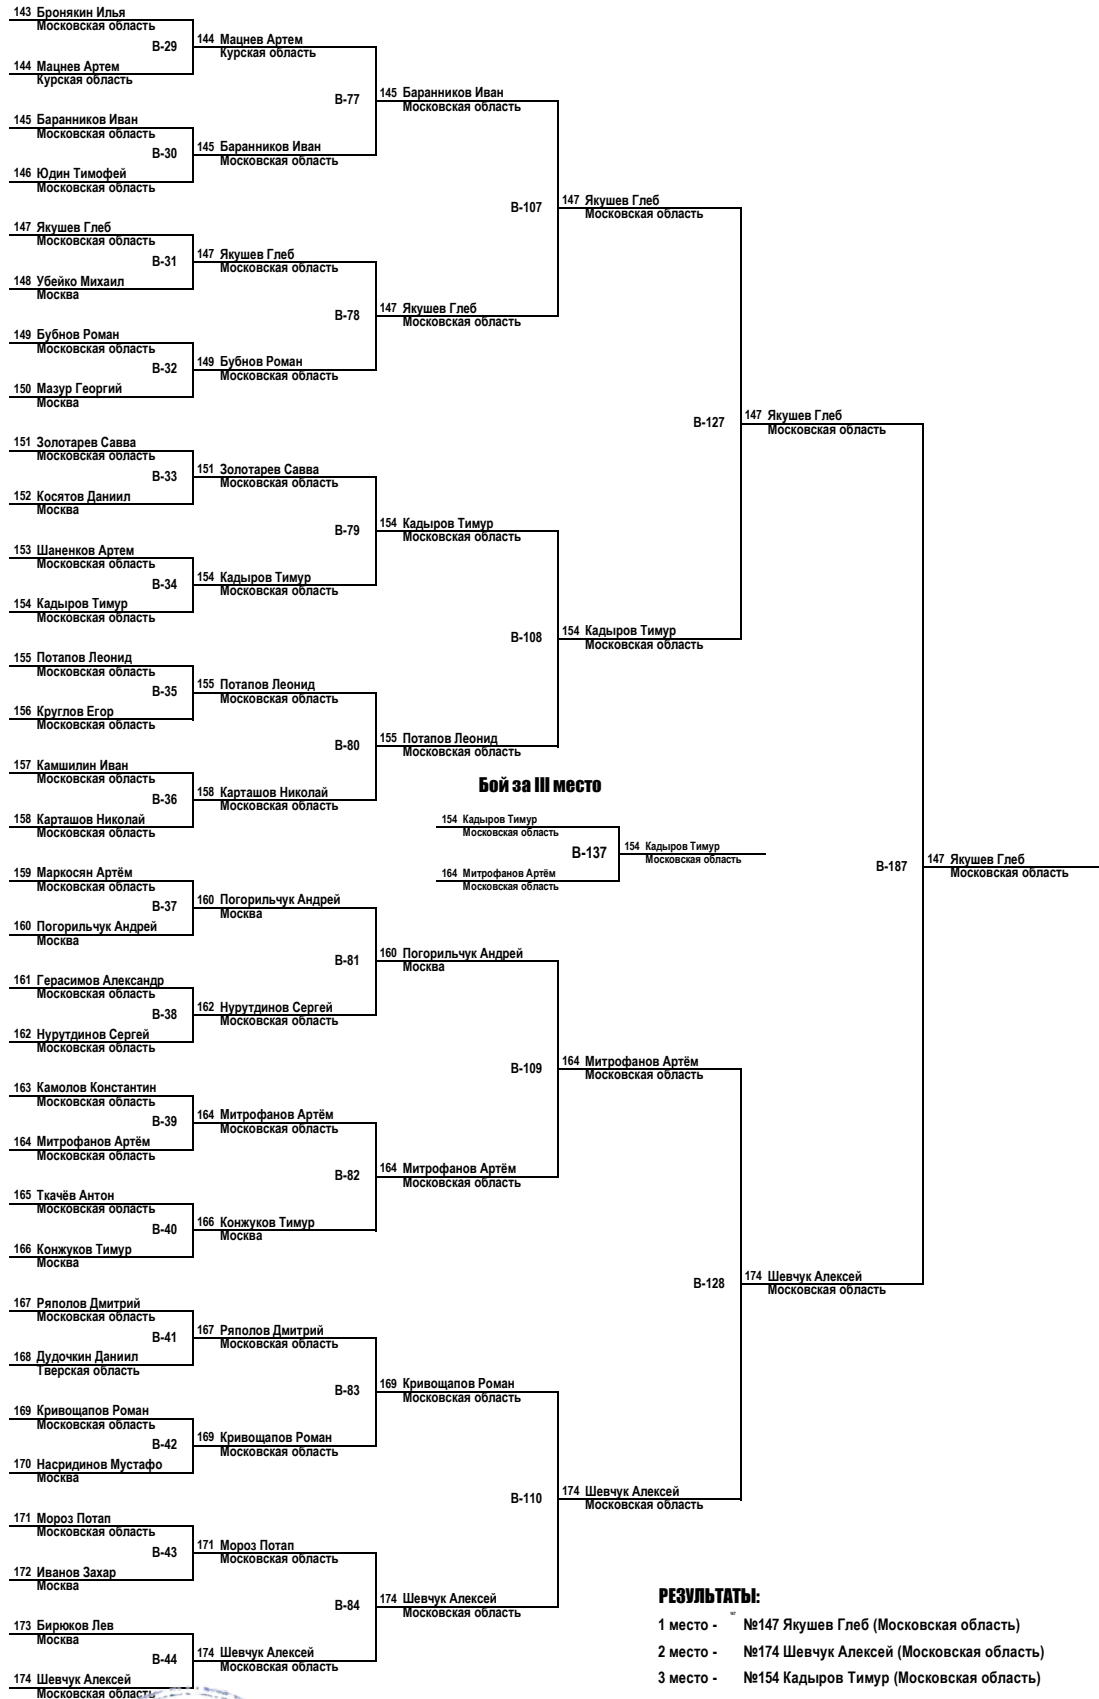 143 Бронякин Илья
Московская область
B-29
144 Мацнев Артем
Курская область
144 Мацнев Артем
Курская область
B-77
145 Баранников Иван
Московская область
145 Баранников Иван
Московская область
B-30
145 Баранников Иван
Московская область
146 Юдин Тимофей
Московская область
B-107
147 Якушев Глеб
Московская область
147 Якушев Глеб
Московская область
B-31
147 Якушев Глеб
Московская область
148 Убейко Михаил
Москва
B-78
147 Якушев Глеб
Московская область
149 Бубнов Роман
Московская область
B-32
149 Бубнов Роман
Московская область
150 Мазур Георгий
Москва
B-127
147 Якушев Глеб
Московская область
151 Золотарев Савва
Московская область
B-33
151 Золотарев Савва
Московская область
152 Косятов Даниил
Москва
B-79
154 Кадыров Тимур
Московская область
153 Шаненков Артем
Московская область
B-34
154 Кадыров Тимур
Московская область
154 Кадыров Тимур
Московская область
B-108
154 Кадыров Тимур
Московская область
155 Потапов Леонид
Московская область
B-35
155 Потапов Леонид
Московская область
156 Круглов Егор
Московская область
B-80
155 Потапов Леонид
Московская область
157 Камшилин Иван
Московская область
B-36
158 Карташов Николай
Московская область
158 Карташов Николай
Московская область
Бой за III место
154 Кадыров Тимур
Московская область
B-137
154 Кадыров Тимур
Московская область
164 Митрофанов Артём
Московская область
B-187
147 Якушев Глеб
Московская область
159 Маркосян Артём
Московская область
B-37
160 Погорильчук Андрей
Москва
160 Погорильчук Андрей
Москва
B-81
160 Погорильчук Андрей
Москва
161 Герасимов Александр
Московская область
B-38
162 Нурутдинов Сергей
Московская область
162 Нурутдинов Сергей
Московская область
B-109
164 Митрофанов Артём
Московская область
163 Камолов Константин
Московская область
B-39
164 Митрофанов Артём
Московская область
164 Митрофанов Артём
Московская область
B-82
164 Митрофанов Артём
Московская область
165 Ткачёв Антон
Московская область
B-40
166 Конжуков Тимур
Москва
166 Конжуков Тимур
Москва
B-128
174 Шевчук Алексей
Московская область
167 Ряполов Дмитрий
Московская область
B-41
167 Ряполов Дмитрий
Московская область
168 Дудочкин Даниил
Тверская область
B-83
169 Кривощапов Роман
Московская область
169 Кривощапов Роман
Московская область
B-42
169 Кривощапов Роман
Московская область
170 Насридинов Мустафо
Москва
B-110
174 Шевчук Алексей
Московская область
171 Мороз Потап
Московская область
B-43
171 Мороз Потап
Московская область
172 Иванов Захар
Москва
B-84
174 Шевчук Алексей
Московская область
173 Бирюков Лев
Москва
B-44
174 Шевчук Алексей
Московская область
174 Шевчук Алексей
Московская область
РЕЗУЛЬТАТЫ:
1 место - №147 Якушев Глеб (Московская область)
2 место - №174 Шевчук Алексей (Московская область)
3 место - №154 Кадыров Тимур (Московская область)